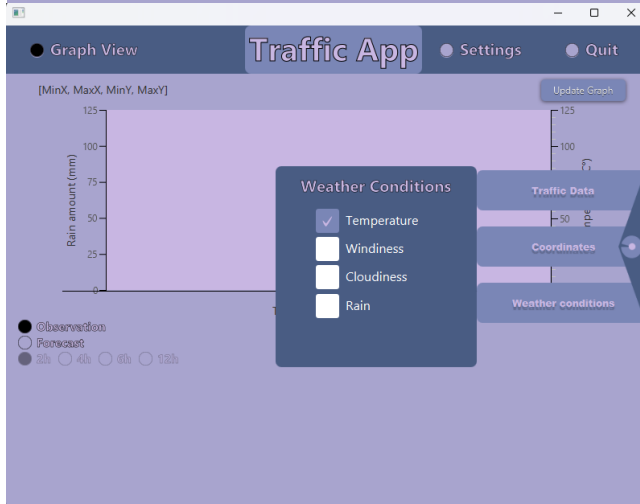 Graph View
Traffic App
Settings
Quit
[MinX, MaxX, MinY, MaxY]
Update Graph
125
100
75
50
25
0
Rain amount (mm)
125
100
50
Weather Conditions
Temperature
Windiness
Cloudiness
Rain
Traffic Data
Coordinates
Weather conditions
Observation
Forecast
2h 4h 6h 12h